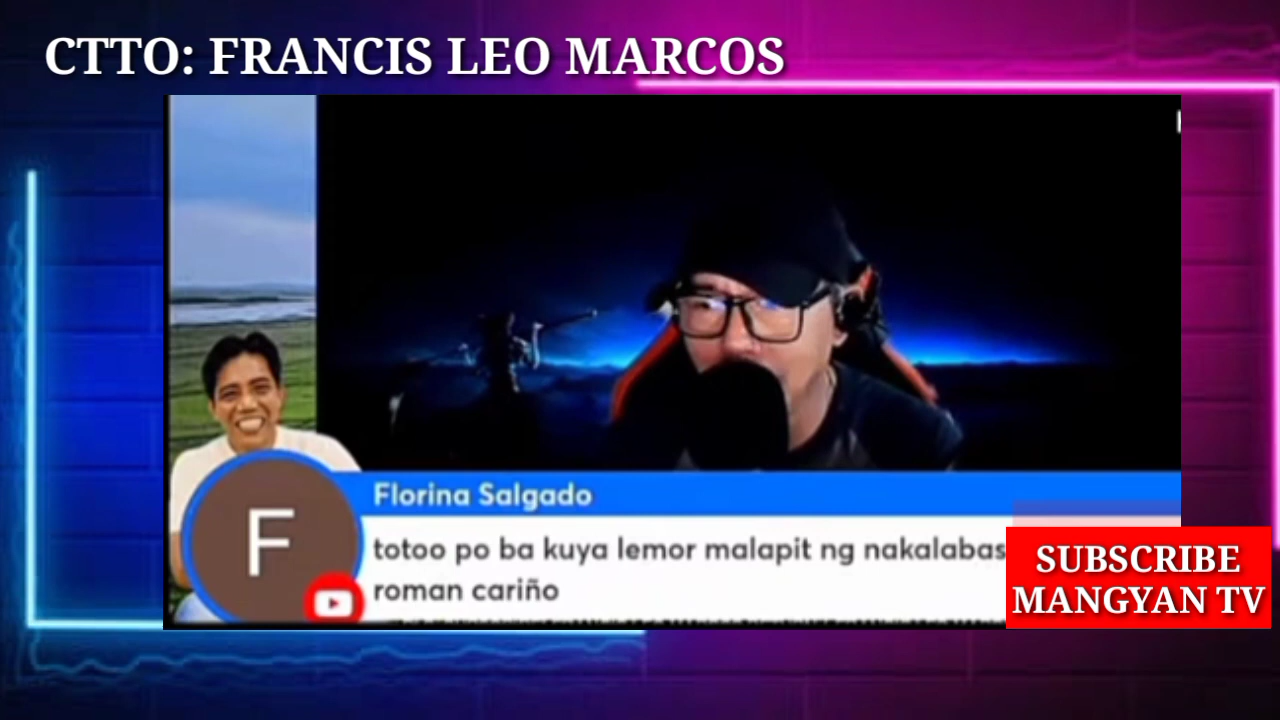 CTTO: FRANCIS LEO MARCOS
Florina Salgado
totoo po ba kuya lemor malapit ng nakalabas
roman cariño
F
SUBSCRIBE
MANGYAN TV